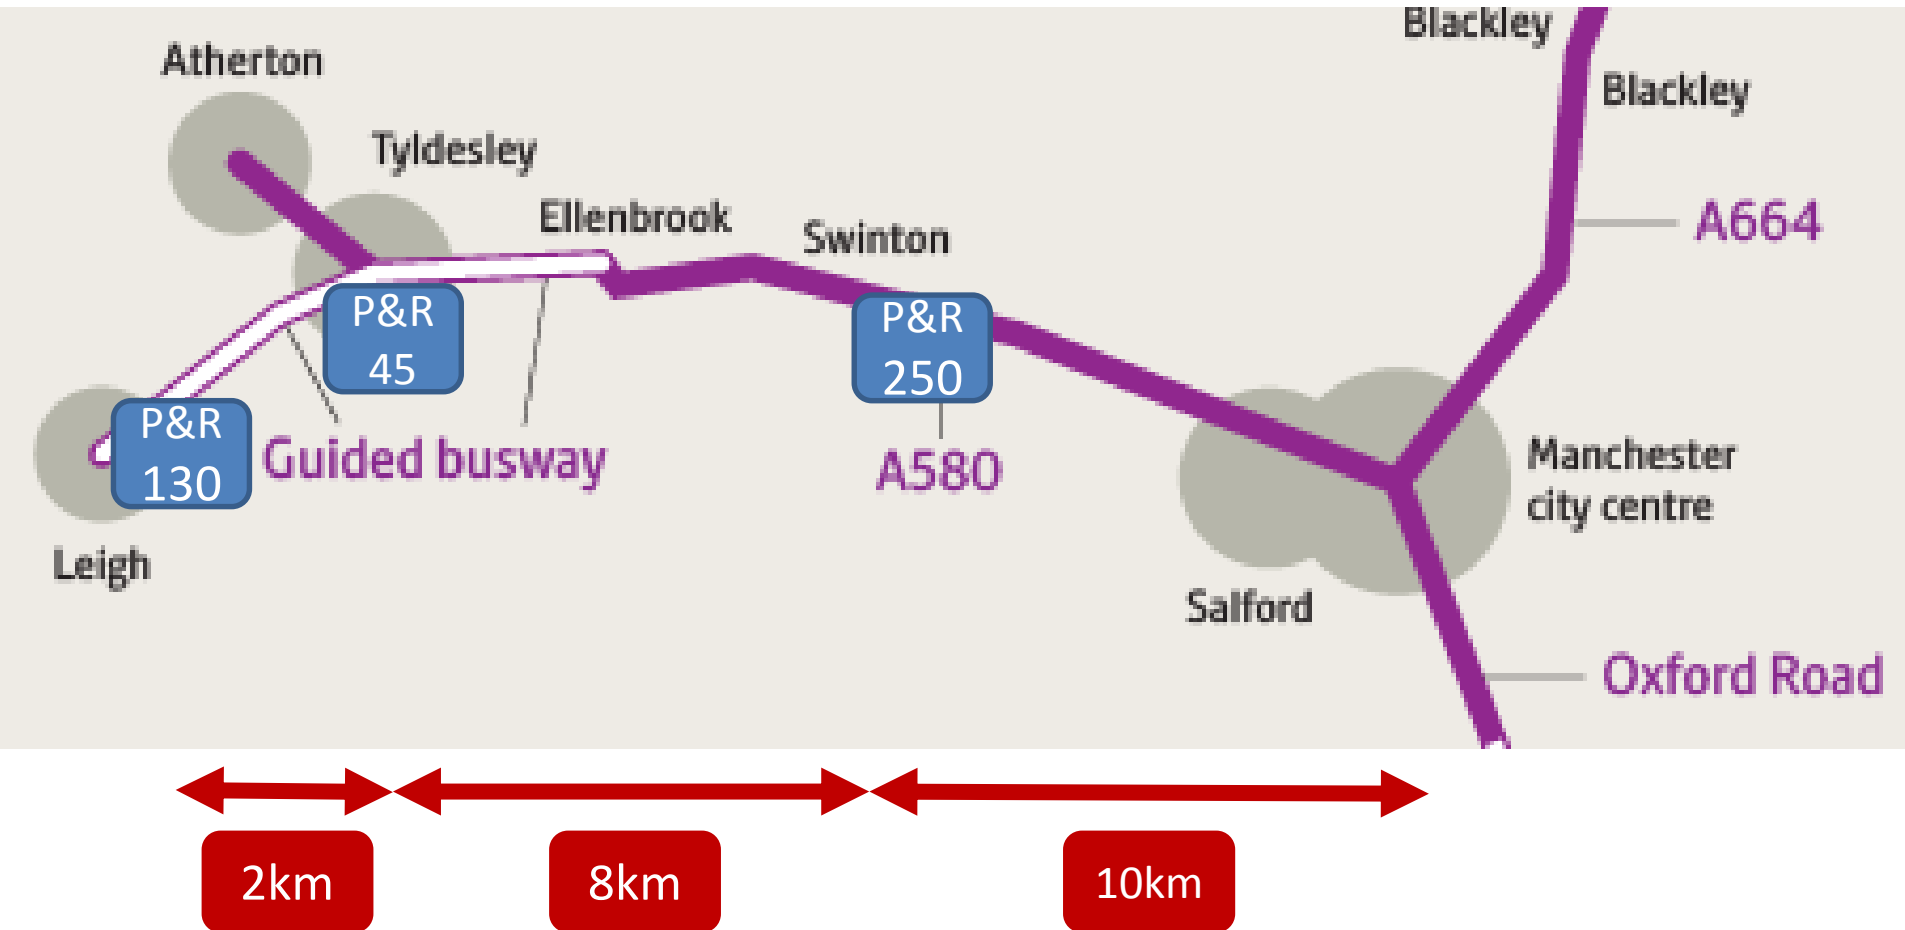 Blackley
Atherton
Blackley
Tyldesley
Ellenbrook
Swinton
A664
P&R
45
P&R
250
P&R
130
Guided busway
A580
Manchester
city centre
Leigh
Salford
Oxford Road
2km
8km
10km